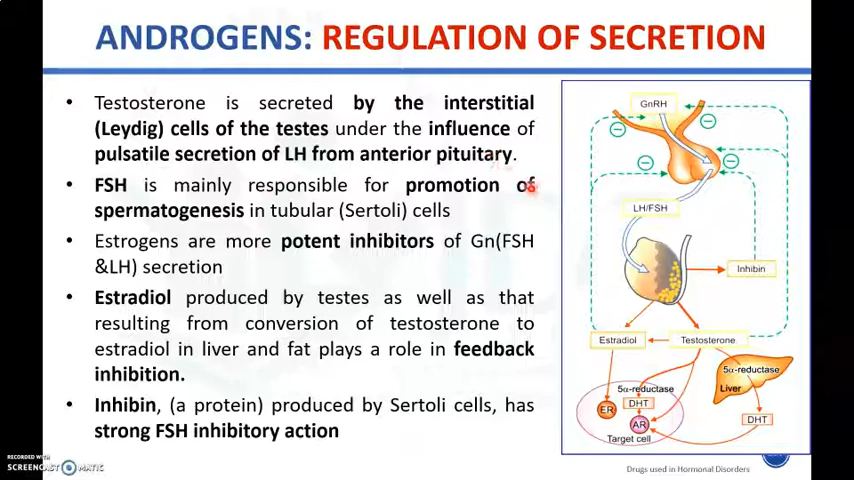 ANDROGENS: REGULATION OF SECRETION
• Testosterone is secreted by the interstitial
(Leydig) cells of the testes under the influence of
pulsatile secretion of LH from anterior pituitary.
• FSH is mainly responsible for promotion of
spermatogenesis in tubular (Sertoli) cells
• Estrogens are more potent inhibitors of Gn(FSH
&LH) secretion
• Estradiol produced by testes as well as that
resulting from conversion of testosterone to
estradiol in liver and fat plays a role in feedback
inhibition.
• Inhibin, (a protein) produced by Sertoli cells, has
strong FSH inhibitory action
GnRH
LH/FSH
Inhibin
Estradiol
Testosterone
5α-reductase
Liver
5α-reductase
DHT
ER
AR
DHT
Target cell
Drugs used in Hormonal Disorders
RECORDED WITH
SCREENCAST MATIC